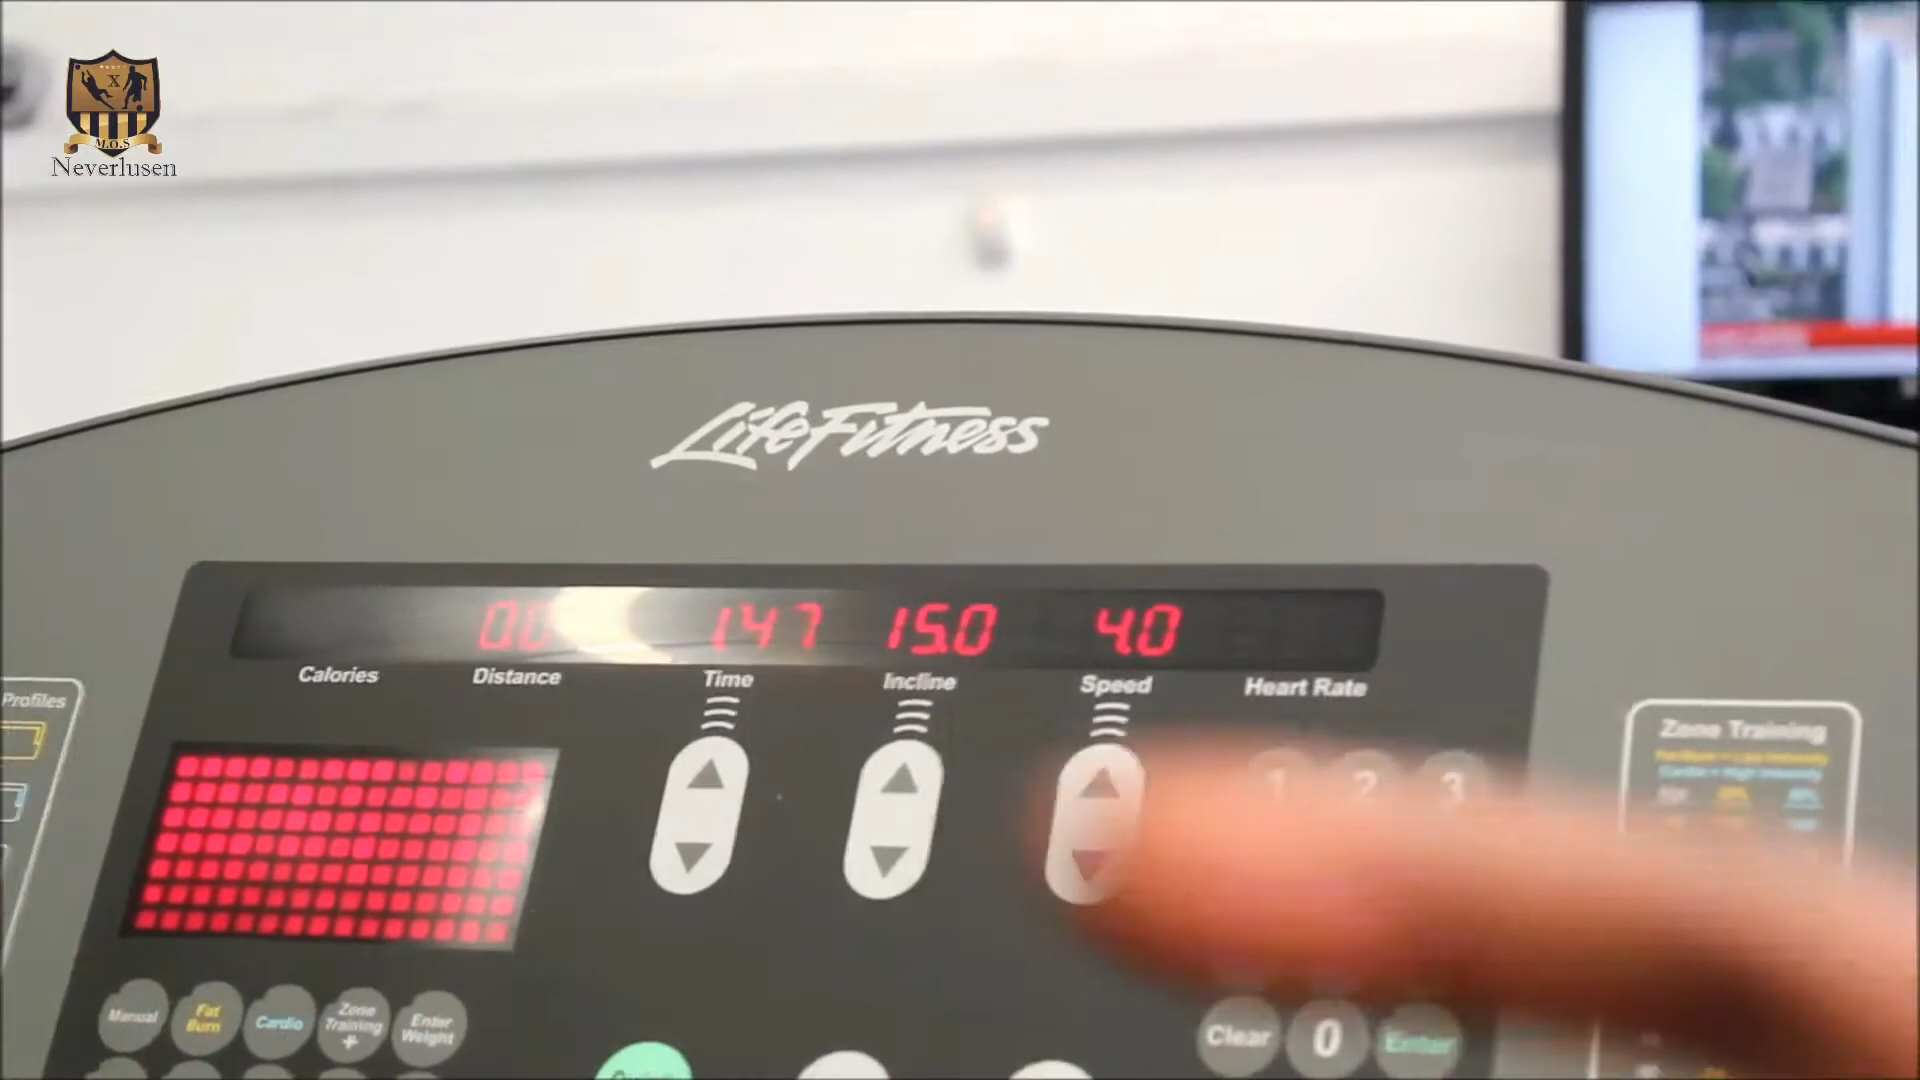 X
M.O.S
Neverlusen
LifeFitness
147 15.0 4.0
Calories Distance Time Incline Speed Heart Rate
Profiles
Zone Training
1 2 3
Manual
Fat Burn
Cardio
Zone Training +
Enter Weight
Clear 0 Enter